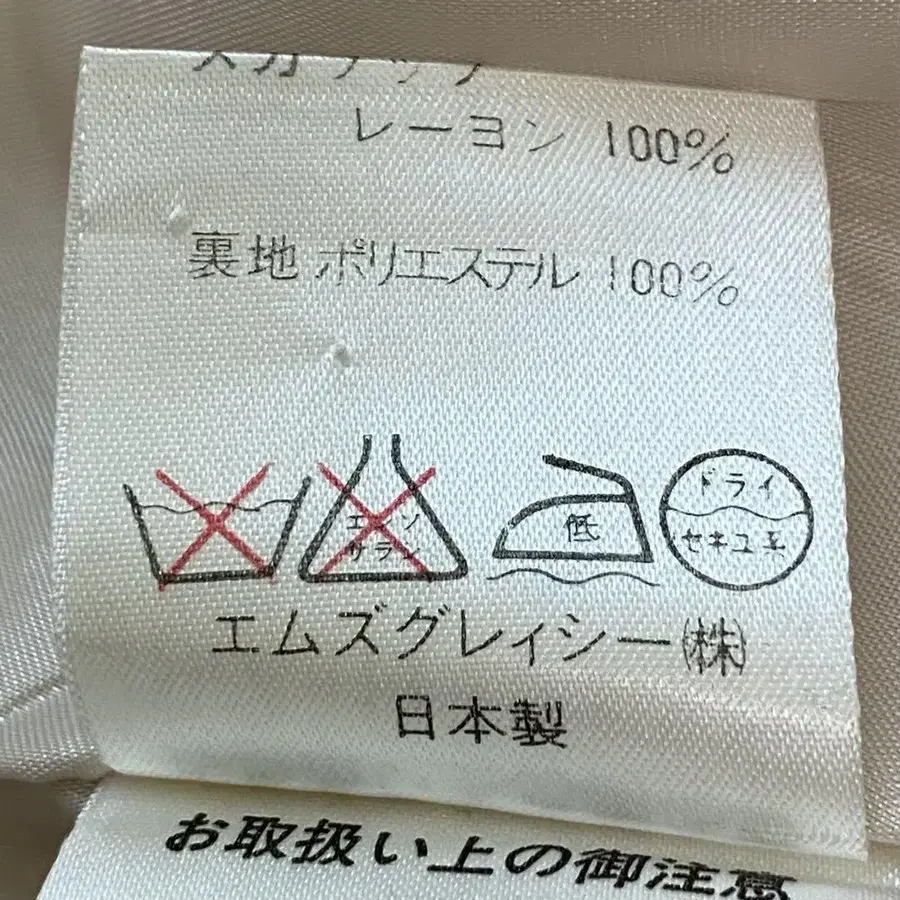 レーヨン 100%
裏地 ポリエステル 100%
エンソ
サラシ
低
ドライ
セキユ系
エムズグレィシー㈱
日本製
お取扱い上の御注意